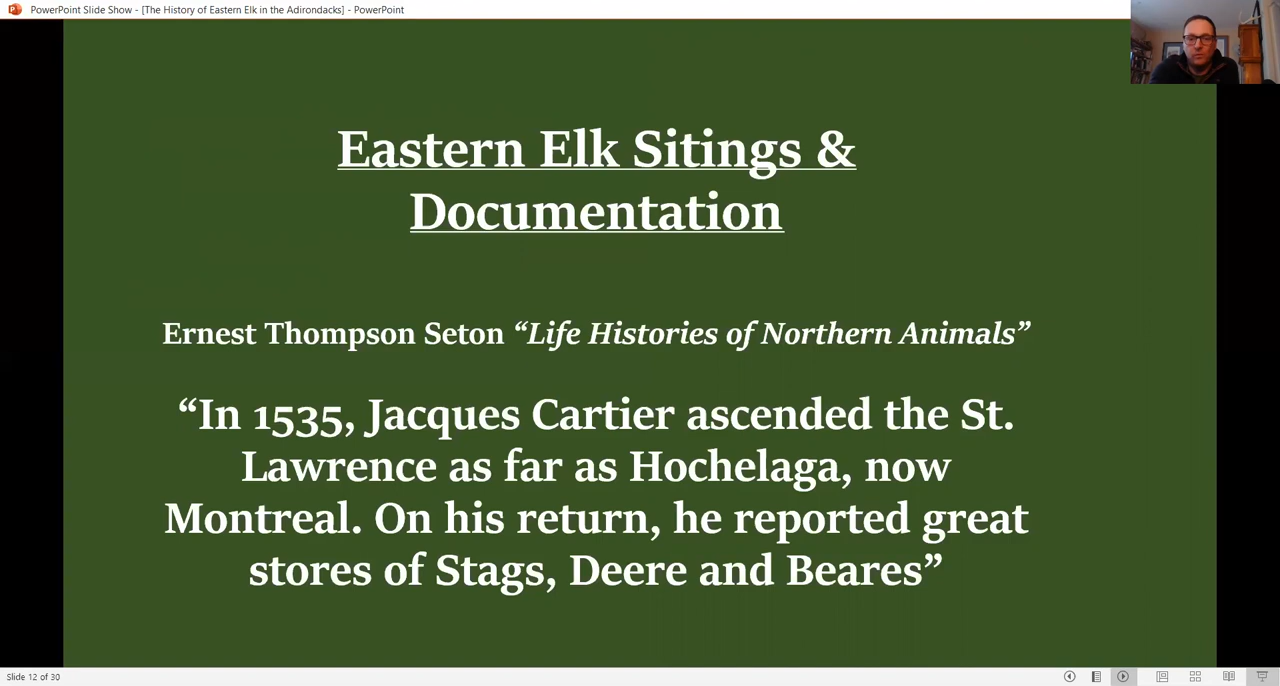 PowerPoint Slide Show - [The History of Eastern Elk in the Adirondacks] - PowerPoint
Eastern Elk Sitings &
Documentation
Ernest Thompson Seton “Life Histories of Northern Animals”
“In 1535, Jacques Cartier ascended the St.
Lawrence as far as Hochelaga, now
Montreal. On his return, he reported great
stores of Stags, Deere and Beares”
Slide 12 of 30